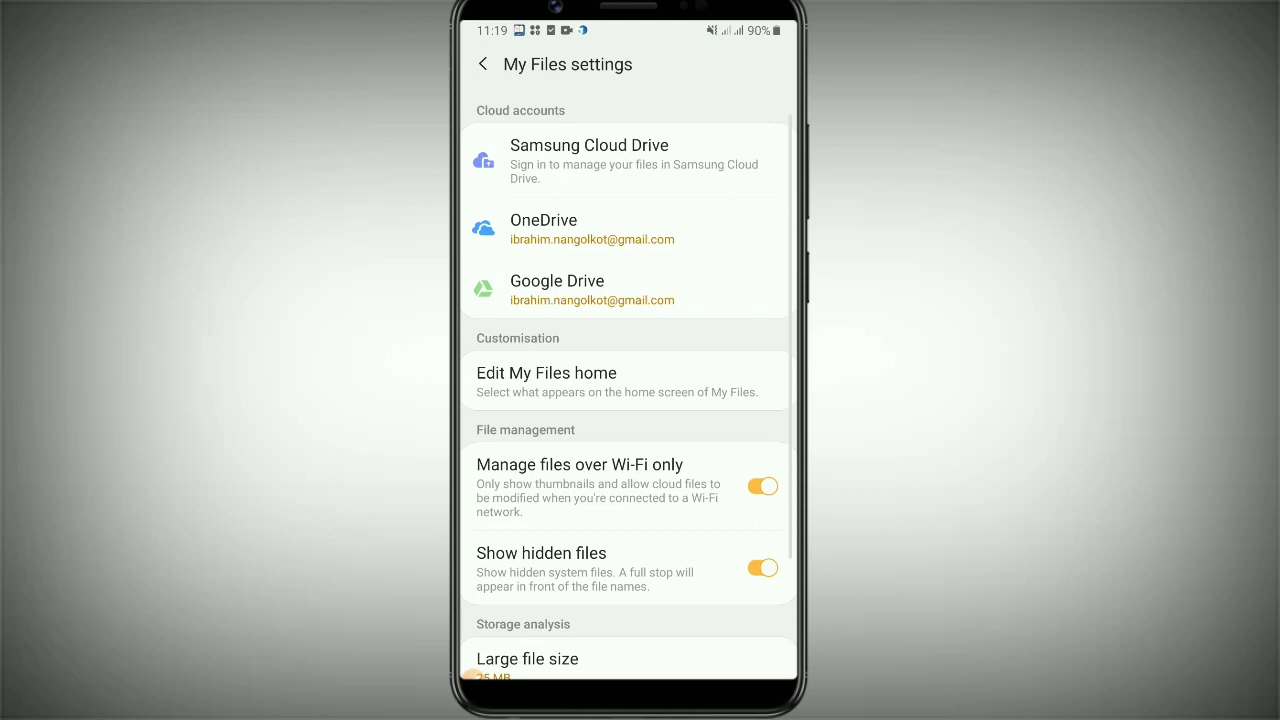 11:19
90%
My Files settings
Cloud accounts
Samsung Cloud Drive
Sign in to manage your files in Samsung Cloud
Drive.
OneDrive
ibrahim.nangolkot@gmail.com
Google Drive
ibrahim.nangolkot@gmail.com
Customisation
Edit My Files home
Select what appears on the home screen of My Files.
File management
Manage files over Wi-Fi only
Only show thumbnails and allow cloud files to
be modified when you're connected to a Wi-Fi
network.
Show hidden files
Show hidden system files. A full stop will
appear in front of the file names.
Storage analysis
Large file size
25 MB